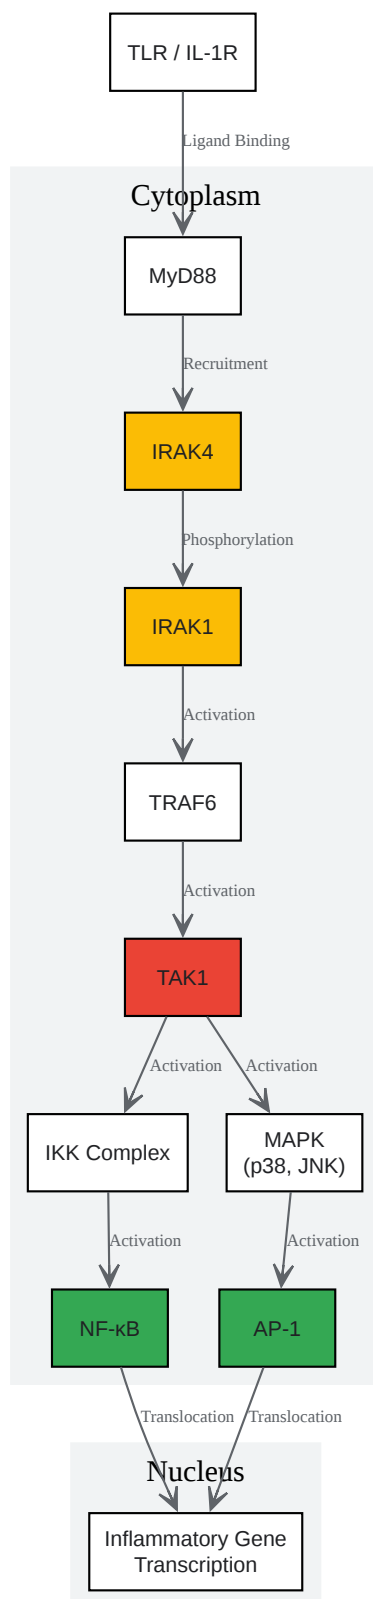 TLR / IL-1R
Ligand Binding
Cytoplasm
MyD88
Recruitment
IRAK4
Phosphorylation
IRAK1
Activation
TRAF6
Activation
TAK1
Activation
Activation
IKK Complex
MAPK
(p38, JNK)
Activation
Activation
NF-κB
AP-1
Translocation
Translocation
Nucleus
Inflammatory Gene
Transcription